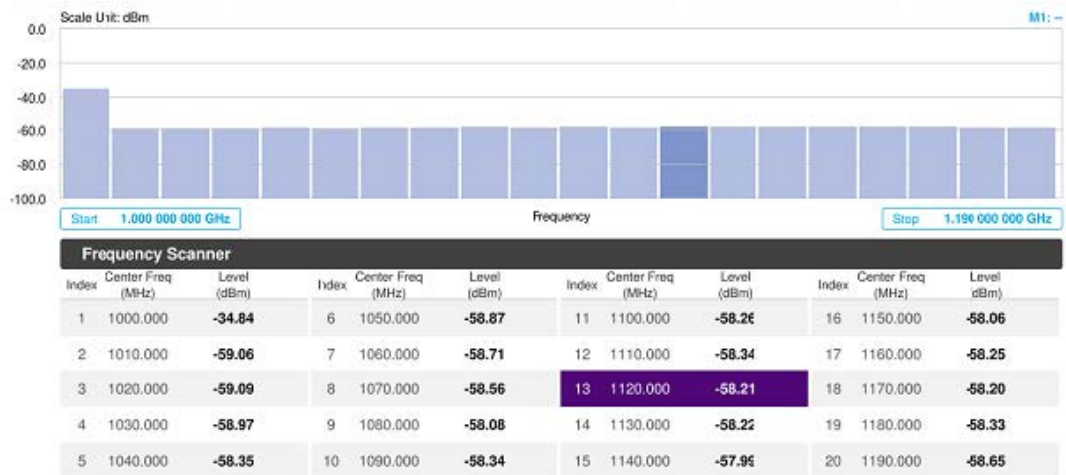 Scale Unit: dBm M1: --
0.0
-20.0
-40.0
-60.0
-80.0
-100.0
Start 1.000 000 000 GHz Frequency Stop 1.190 000 000 GHz
Frequency Scanner
Index Center Freq (MHz) Level (dBm) Index Center Freq (MHz) Level (dBm) Index Center Freq (MHz) Level (dBm) Index Center Freq (MHz) Level (dBm)
1 1000.000 -34.84 6 1050.000 -58.87 11 1100.000 -58.26 16 1150.000 -58.06
2 1010.000 -59.06 7 1060.000 -58.71 12 1110.000 -58.34 17 1160.000 -58.25
3 1020.000 -59.09 8 1070.000 -58.56 13 1120.000 -58.21 18 1170.000 -58.20
4 1030.000 -58.97 9 1080.000 -58.08 14 1130.000 -58.22 19 1180.000 -58.33
5 1040.000 -58.35 10 1090.000 -58.34 15 1140.000 -57.99 20 1190.000 -58.65